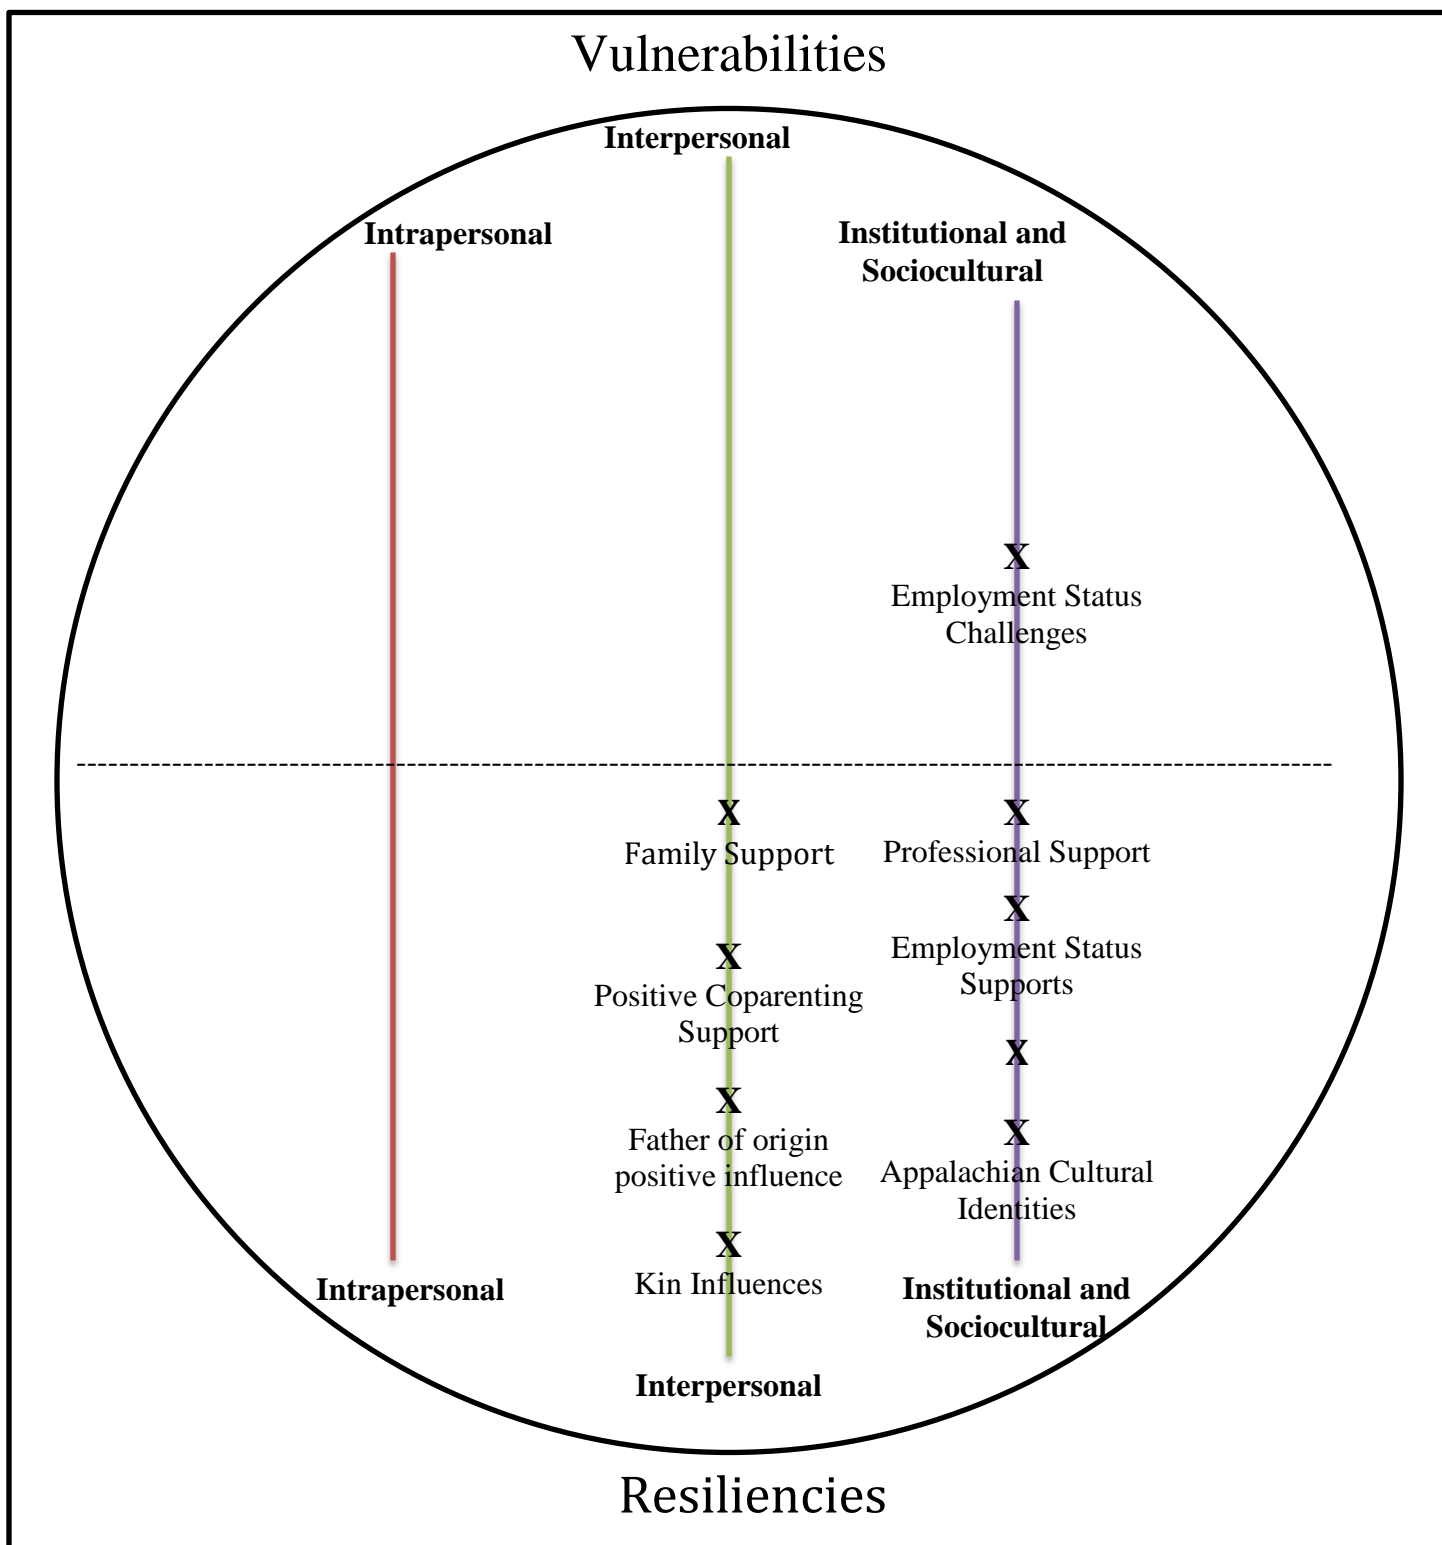 Vulnerabilities
Interpersonal
Intrapersonal
Institutional and
Sociocultural
X
Employment Status
Challenges
X
Family Support
X
Professional Support
X
Employment Status
Supports
X
Positive Coparenting
Support
X
X
Father of origin
positive influence
X
Appalachian Cultural
Identities
X
Kin Influences
Intrapersonal
Institutional and
Sociocultural
Interpersonal
Resiliencies